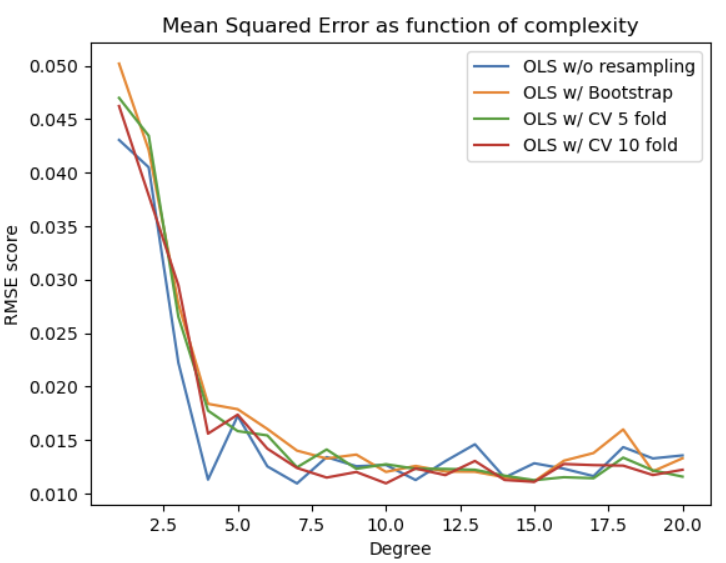 Mean Squared Error as function of complexity
OLS w/o resampling
OLS w/ Bootstrap
OLS w/ CV 5 fold
OLS w/ CV 10 fold
RMSE score
0.050
0.045
0.040
0.035
0.030
0.025
0.020
0.015
0.010
2.5 5.0 7.5 10.0 12.5 15.0 17.5 20.0
Degree